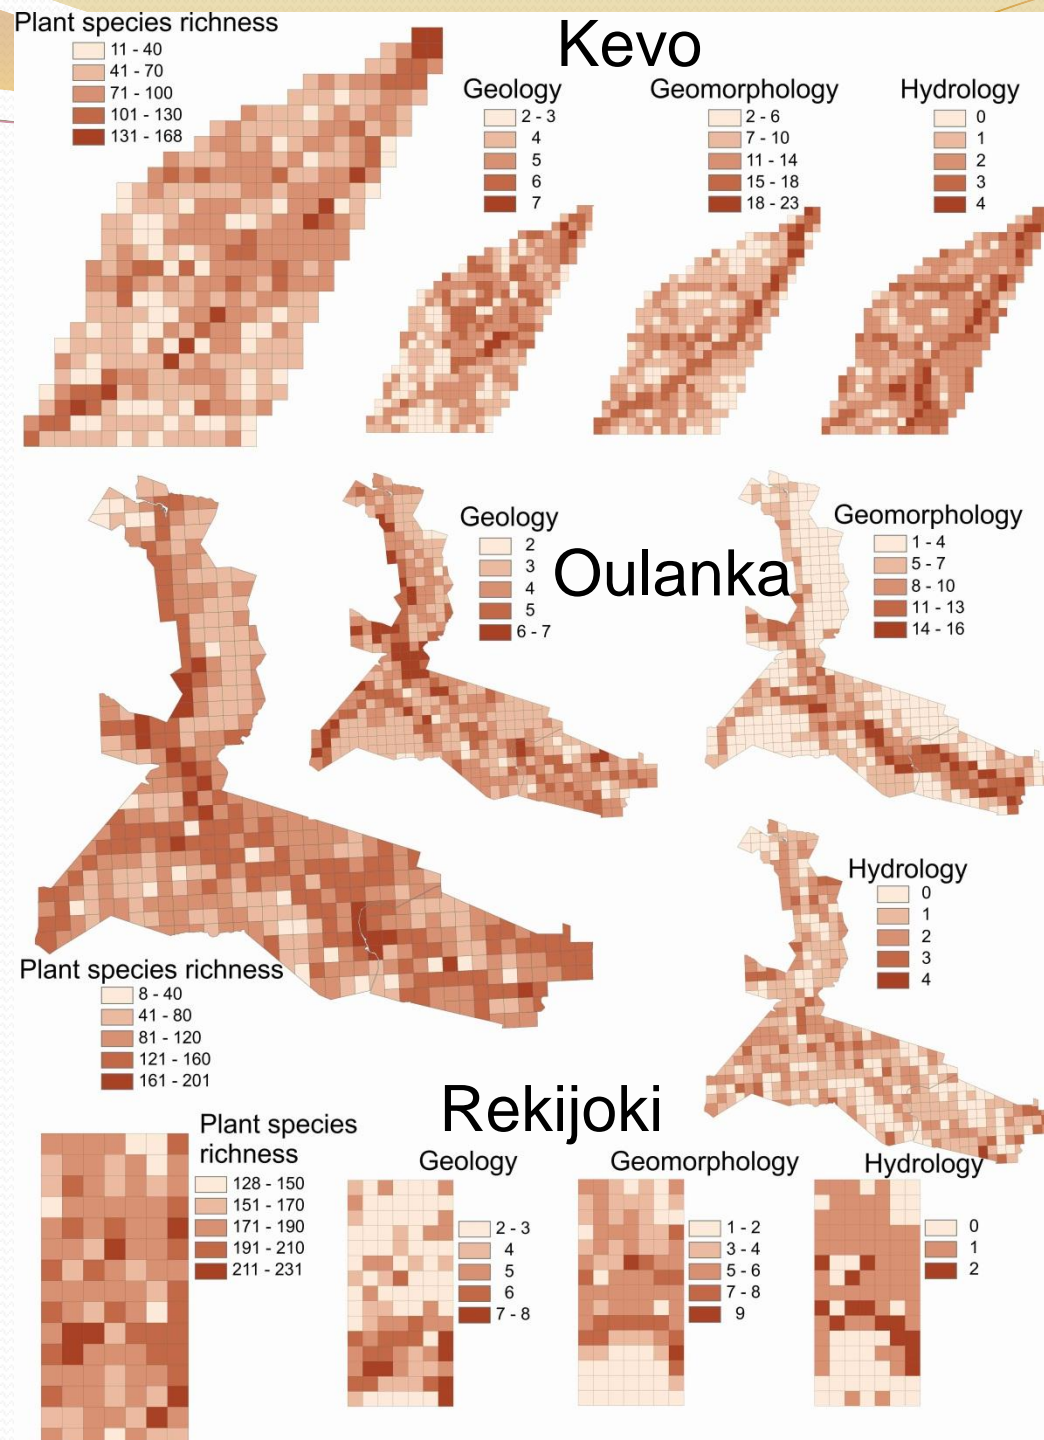 Plant species richness
11 - 40
41 - 70
71 - 100
101 - 130
131 - 168
Kevo
Geology
2 - 3
4
5
6
7
Geomorphology
2 - 6
7 - 10
11 - 14
15 - 18
18 - 23
Hydrology
0
1
2
3
4
Geology
2
3
4
5
6 - 7
Oulanka
Geomorphology
1 - 4
5 - 7
8 - 10
11 - 13
14 - 16
Hydrology
0
1
2
3
4
Plant species richness
8 - 40
41 - 80
81 - 120
121 - 160
161 - 201
Rekijoki
Plant species
richness
128 - 150
151 - 170
171 - 190
191 - 210
211 - 231
Geology
2 - 3
4
5
6
7 - 8
Geomorphology
1 - 2
3 - 4
5 - 6
7 - 8
9
Hydrology
0
1
2